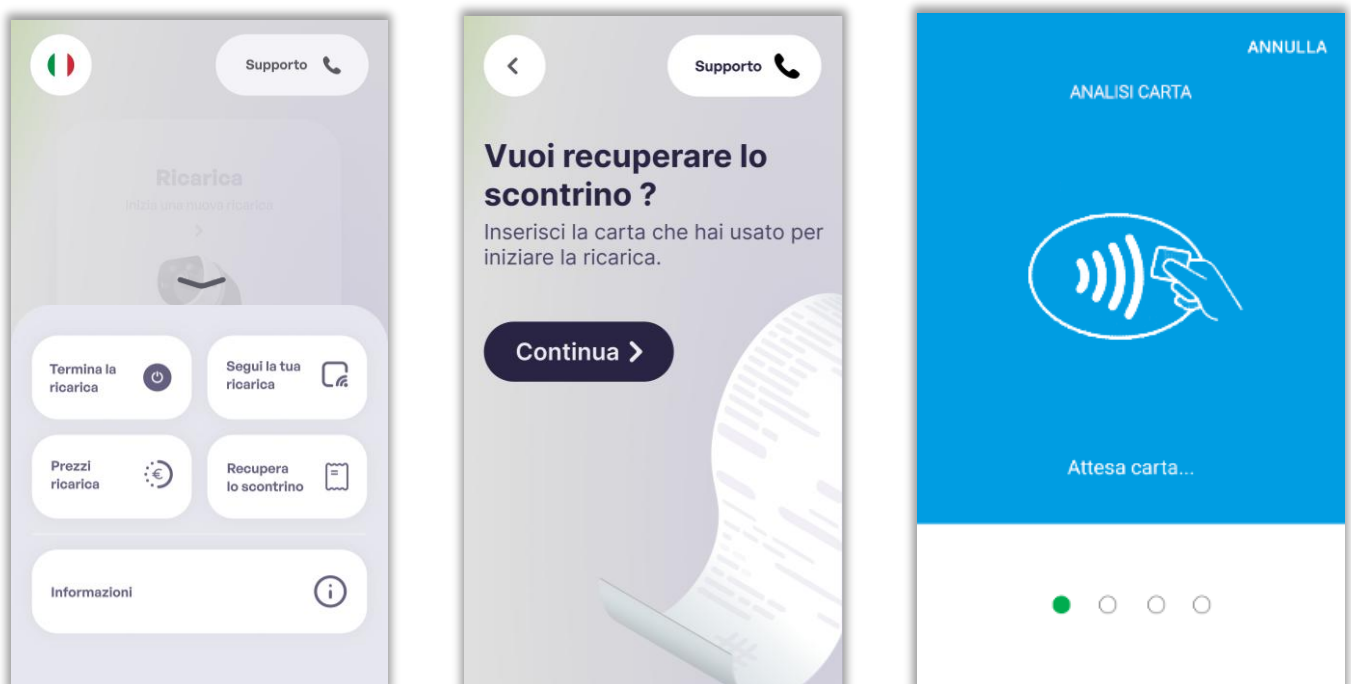 Supporto
Ricarica
Inizia una nuova ricarica
Termina la
ricarica
Segui la tua
ricarica
Prezzi
ricarica
Recupera
lo scontrino
Informazioni
Supporto
Vuoi recuperare lo
scontrino ?
Inserisci la carta che hai usato per
iniziare la ricarica.
Continua
ANNULLA
ANALISI CARTA
Attesa carta...